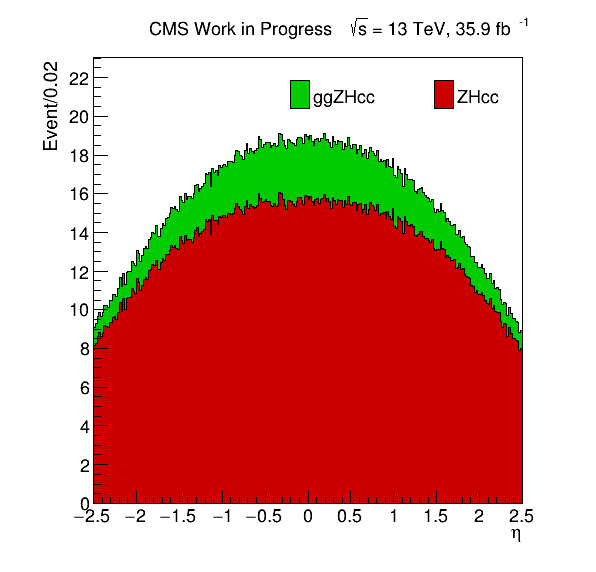 CMS Work in Progress √s = 13 TeV, 35.9 fb⁻¹
Event/0.02
ggZHcc ZHcc
22
20
18
16
14
12
10
8
6
4
2
0
−2.5 −2 −1.5 −1 −0.5 0 0.5 1 1.5 2 2.5
η